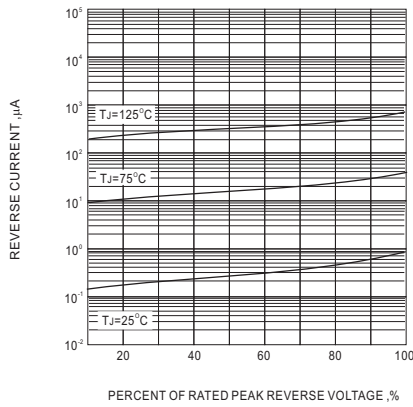 10⁵
10⁴
10³
10²
10¹
10⁰
10⁻¹
10⁻²
REVERSE CURRENT ,μA
TJ=125°C
TJ=75°C
TJ=25°C
20 40 60 80 100
PERCENT OF RATED PEAK REVERSE VOLTAGE ,%